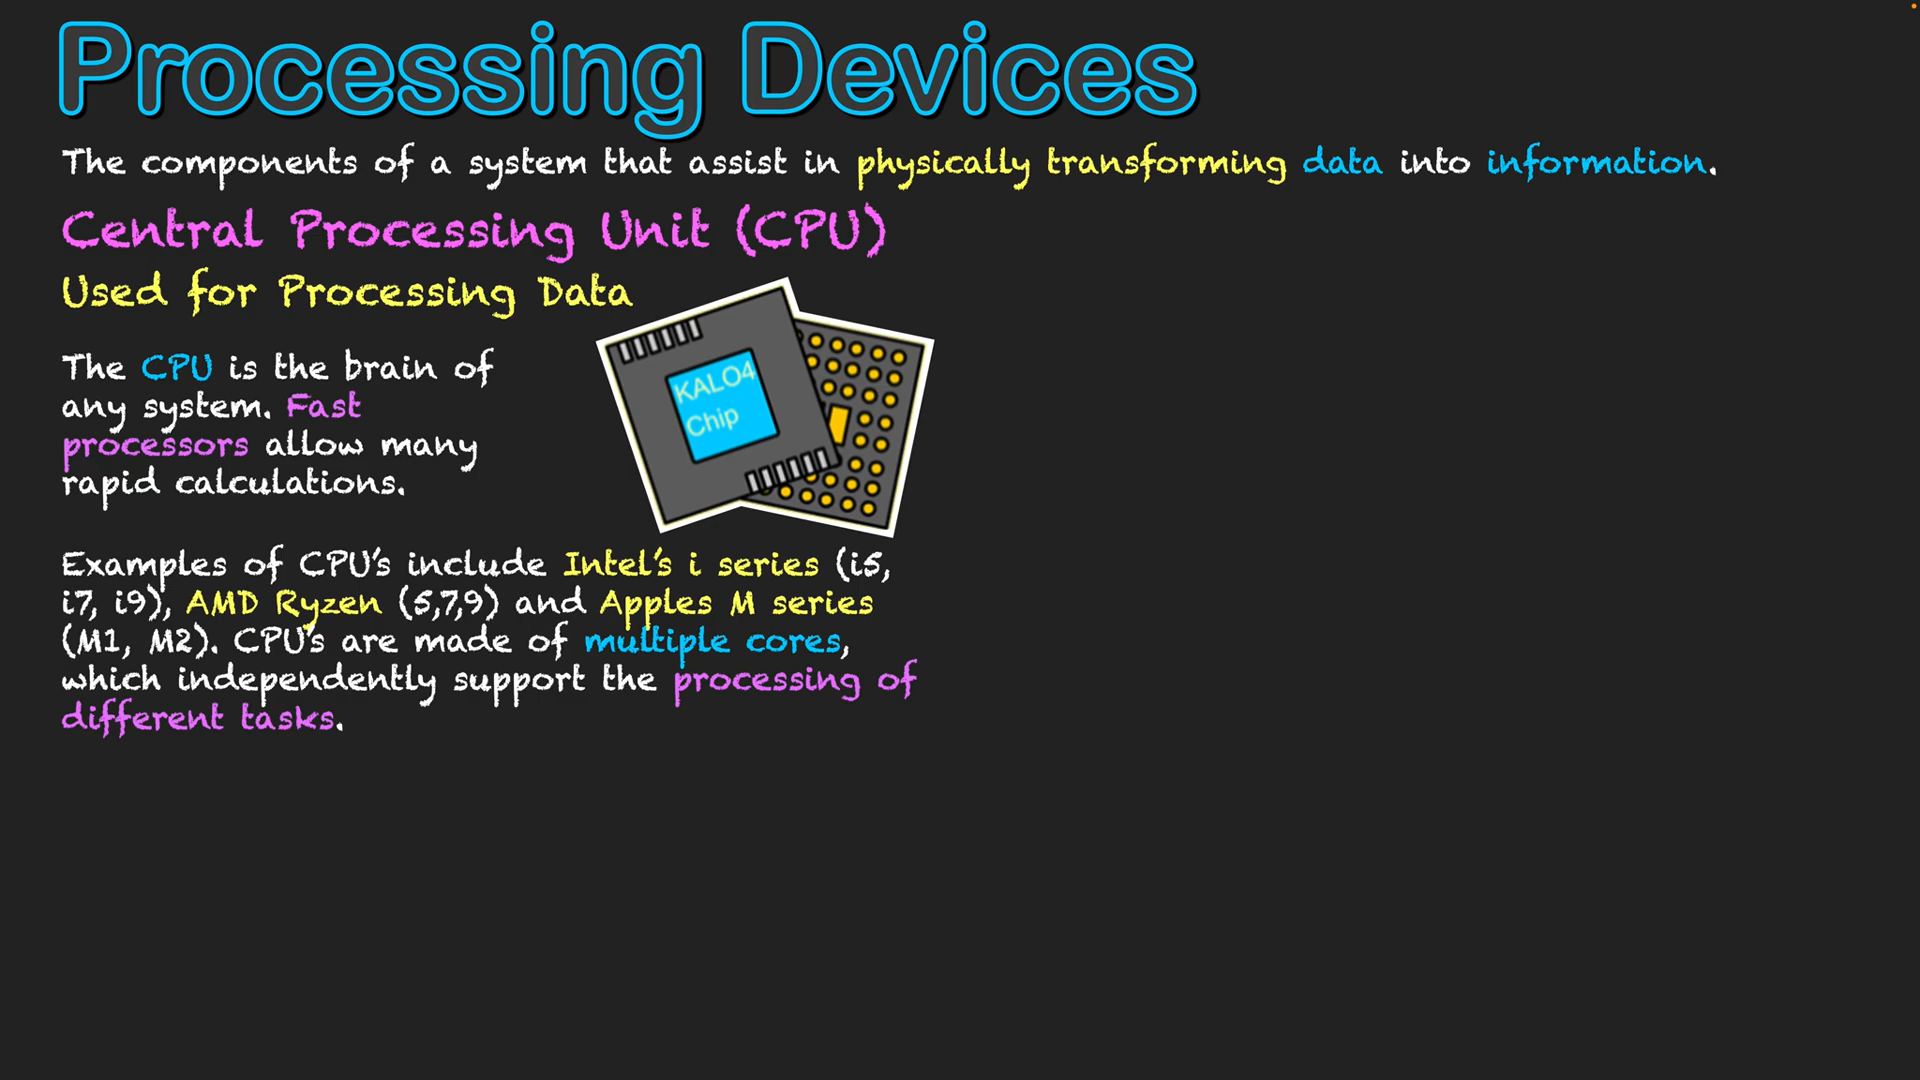 Processing Devices
The components of a system that assist in physically transforming data into information.
Central Processing Unit (CPU)
Used for Processing Data
The CPU is the brain of
any system. Fast
processors allow many
rapid calculations.
KALO4
Chip
Examples of CPU's include Intel's i series (i5,
i7, i9), AMD Ryzen (5,7,9) and Apples M series
(M1, M2). CPU's are made of multiple cores,
which independently support the processing of
different tasks.